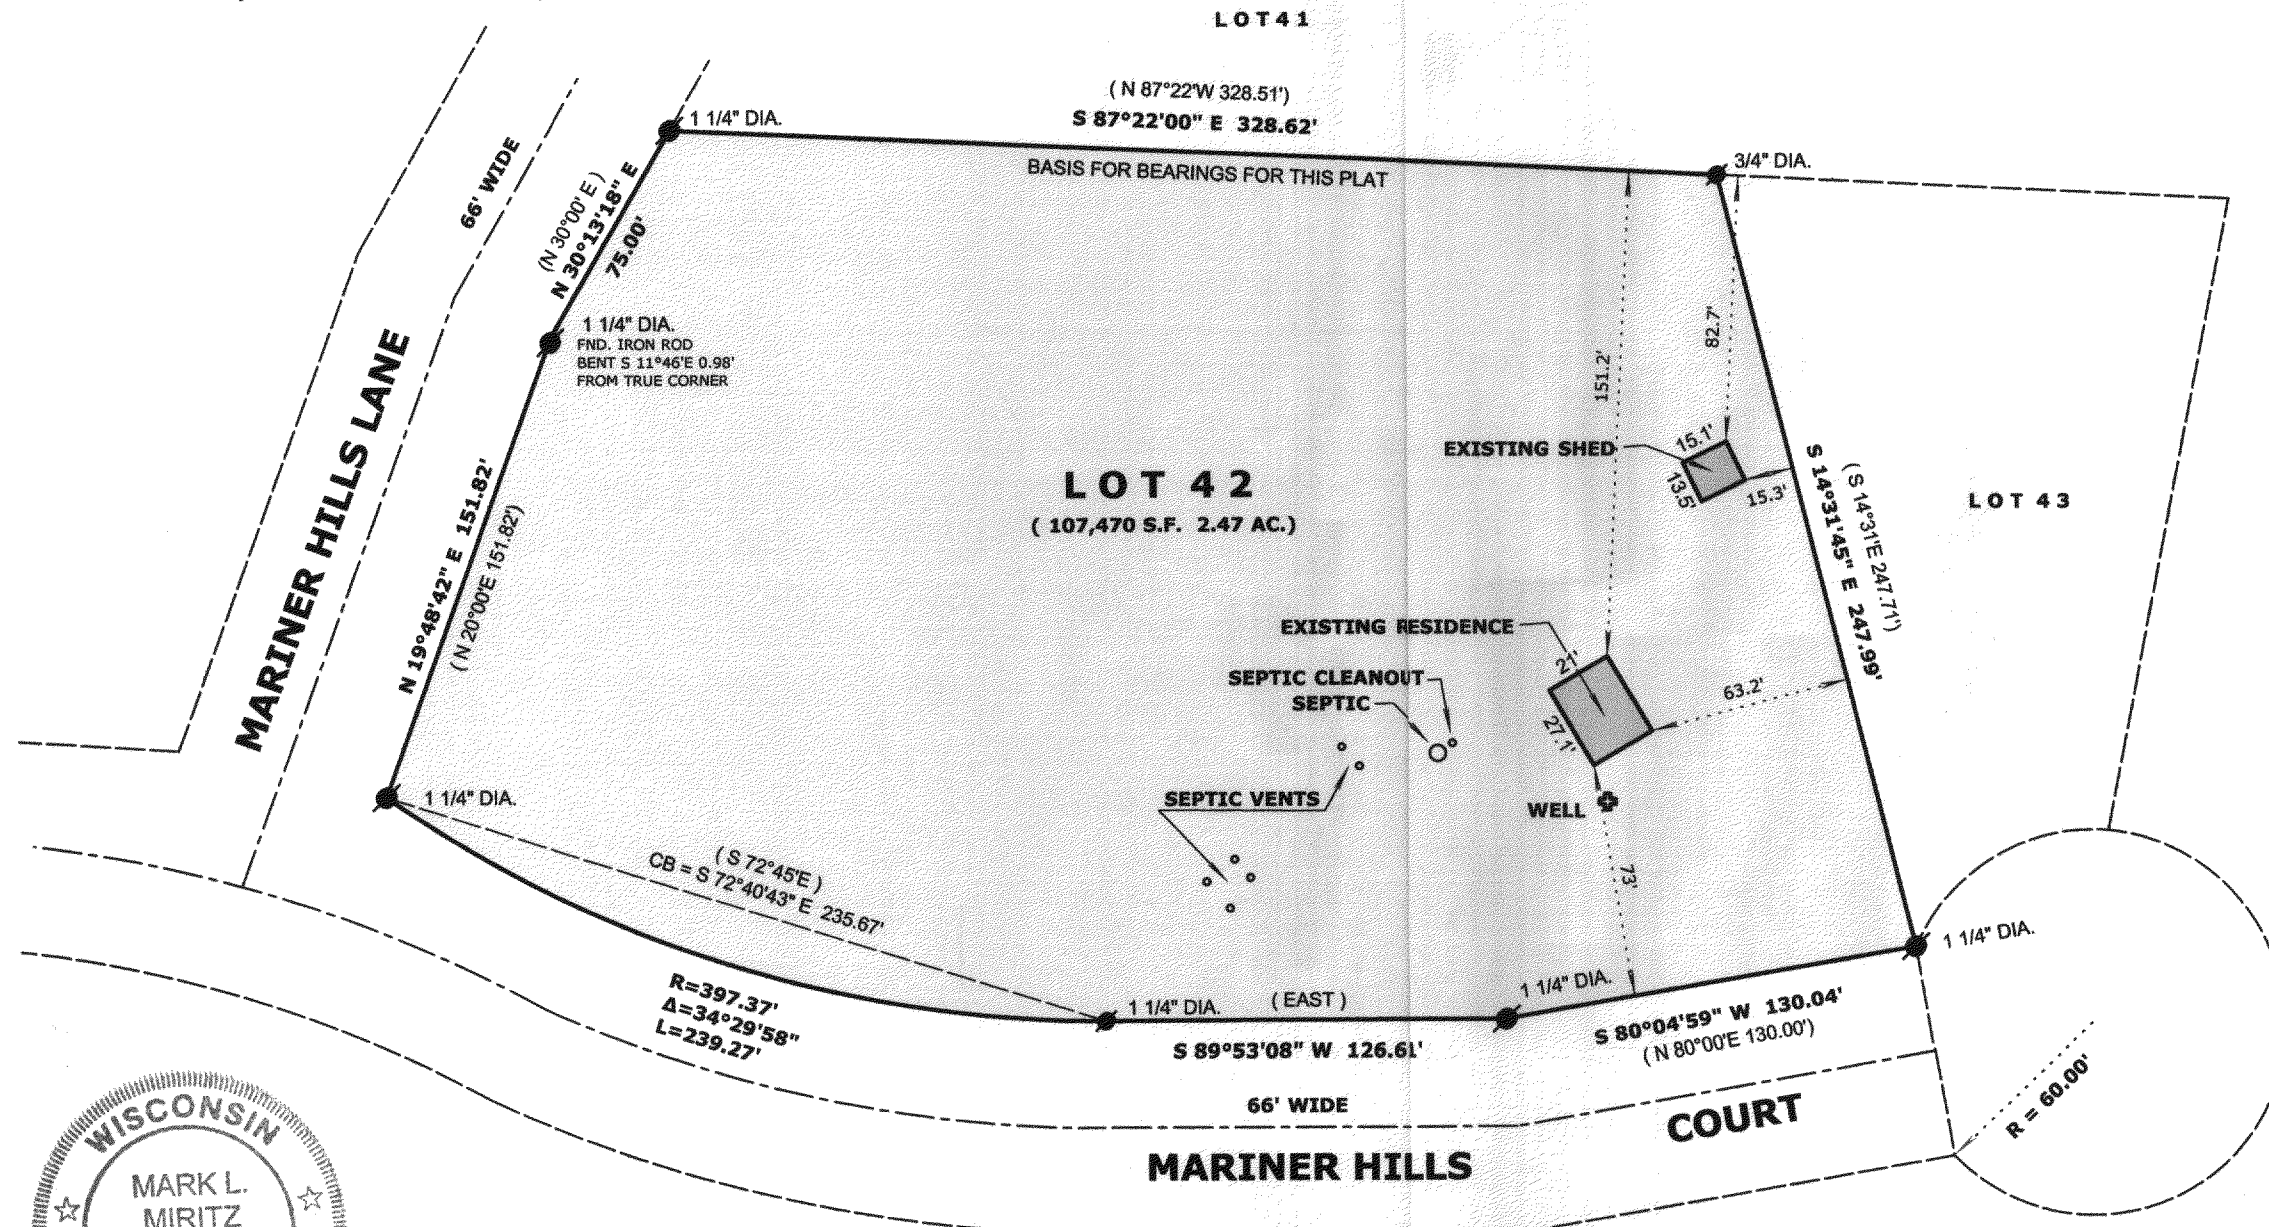 LOT 41
( N 87°22'W 328.51')
S 87°22'00" E 328.62'
1 1/4" DIA.
BASIS FOR BEARINGS FOR THIS PLAT
3/4" DIA.
66' WIDE
(N 30°00' E )
N 30°13'18" E
75.00'
1 1/4" DIA.
FND. IRON ROD
BENT S 11°46'E 0.98'
FROM TRUE CORNER
82.7'
151.2'
MARINER HILLS LANE
EXISTING SHED
15.1'
13.5'
15.3'
LOT 42
( 107,470 S.F. 2.47 AC.)
S 14°31'45" E 247.99'
( S 14°31'E 247.71')
LOT 43
N 19°48'42" E 151.82'
( N 20°00'E 151.82')
EXISTING RESIDENCE
21'
27.1'
63.2'
SEPTIC CLEANOUT
SEPTIC
SEPTIC VENTS
WELL
73'
1 1/4" DIA.
( S 72°45'E )
CB = S 72°40'43" E 235.67'
R=397.37'
Δ=34°29'58"
L=239.27'
1 1/4" DIA.
( EAST )
1 1/4" DIA.
1 1/4" DIA.
S 89°53'08" W 126.61'
S 80°04'59" W 130.04'
( N 80°00'E 130.00')
66' WIDE
MARINER HILLS COURT
R = 60.00'
WISCONSIN
MARK L.
MIRITZ